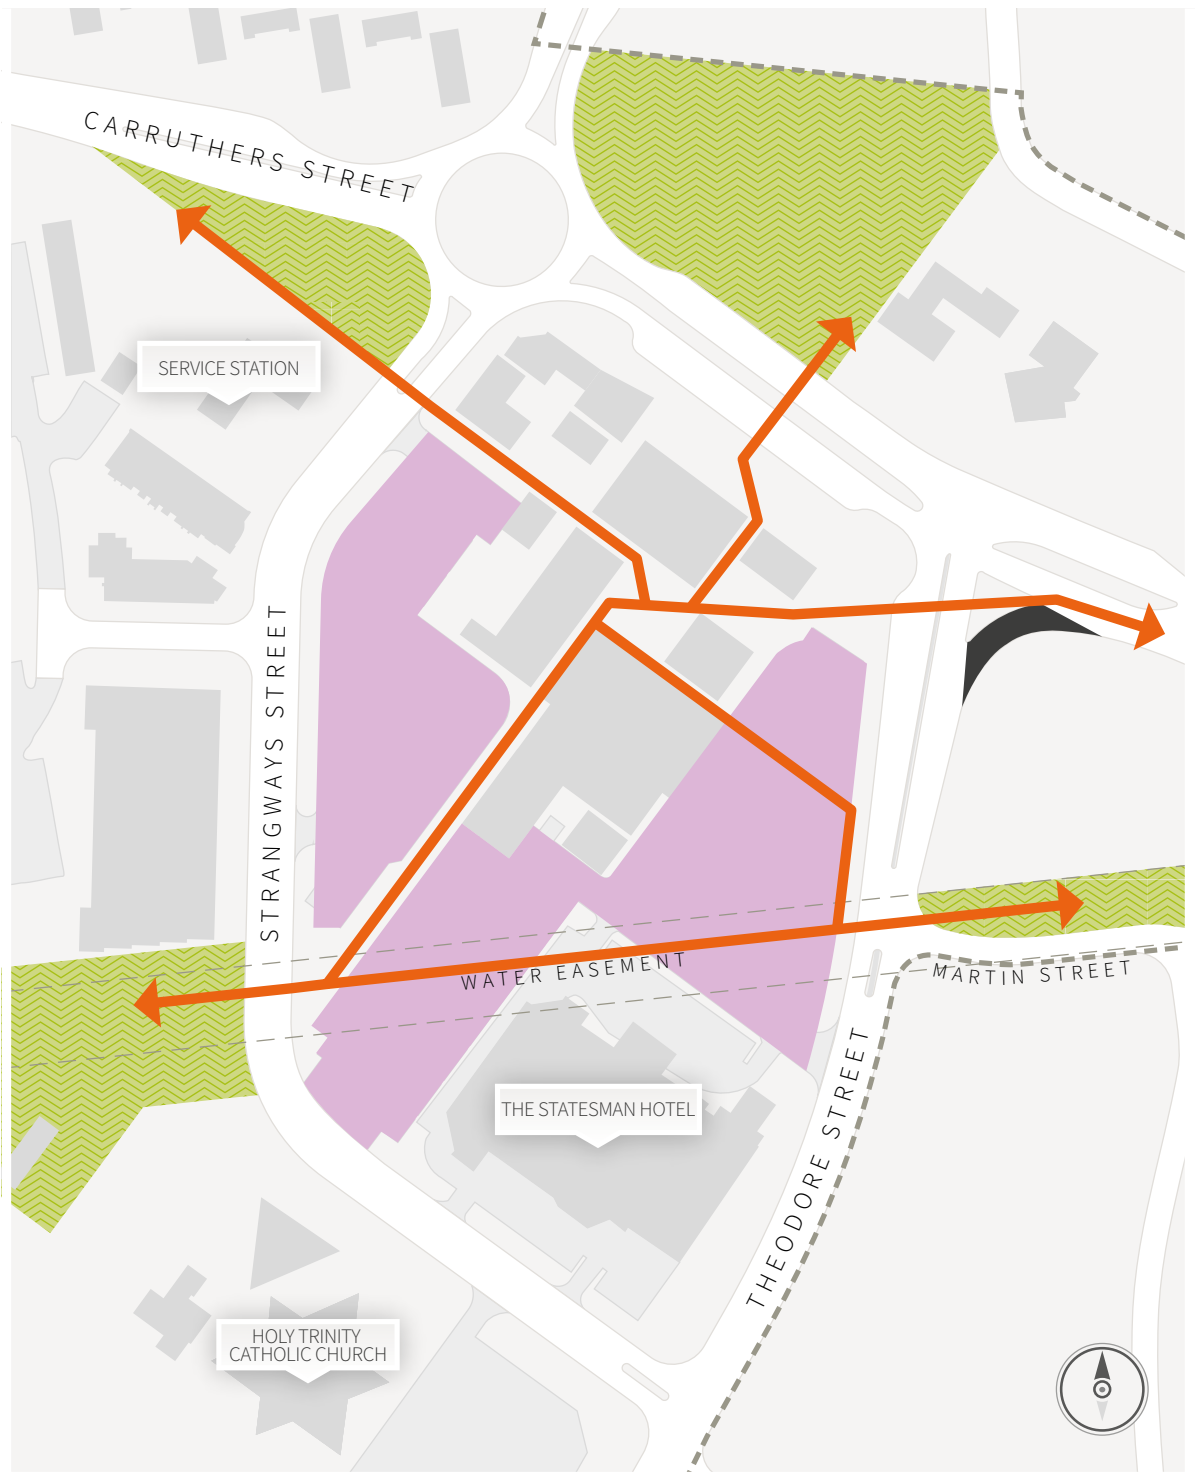 CARRUTHERS STREET
SERVICE STATION
STRANGWAYS STREET
WATER EASEMENT
MARTIN STREET
THE STATESMAN HOTEL
THEODORE STREET
HOLY TRINITY
CATHOLIC CHURCH